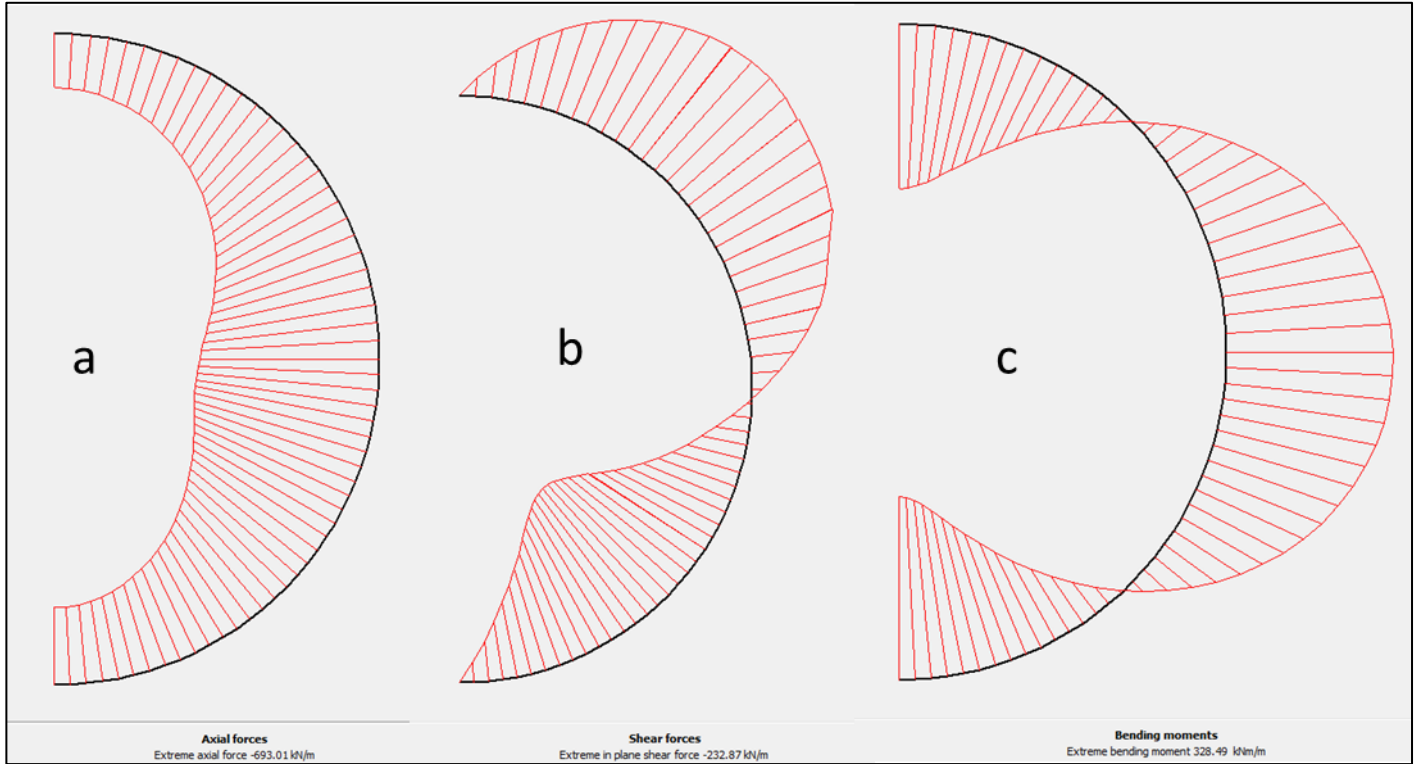 a
b
c
Axial forces
Extreme axial force -693.01 kN/m
Shear forces
Extreme in plane shear force -232.87 kN/m
Bending moments
Extreme bending moment 328.49 kNm/m